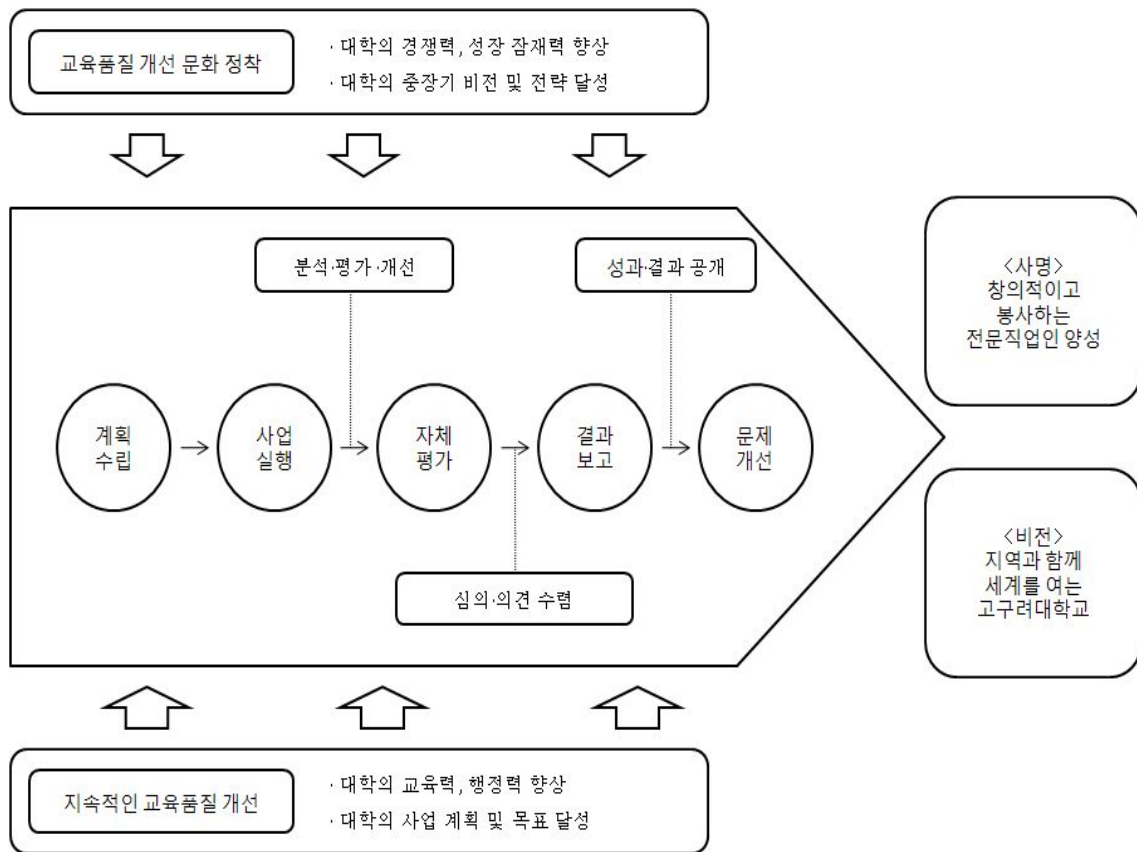 교육품질 개선 문화 정착
· 대학의 경쟁력, 성장 잠재력 향상
· 대학의 중장기 비전 및 전략 달성
분석·평가·개선
성과·결과 공개
계획
수립
사업
실행
자체
평가
결과
보고
문제
개선
심의·의견 수렴
<사명>
창의적이고
봉사하는
전문직업인 양성
<비전>
지역과 함께
세계를 여는
고구려대학교
지속적인 교육품질 개선
· 대학의 교육력, 행정력 향상
· 대학의 사업 계획 및 목표 달성